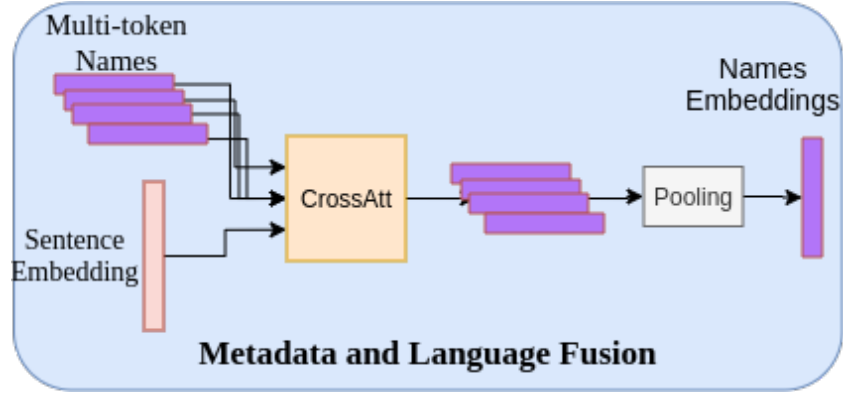 Multi-token
Names
Names
Embeddings
CrossAtt
Pooling
Sentence
Embedding
Metadata and Language Fusion